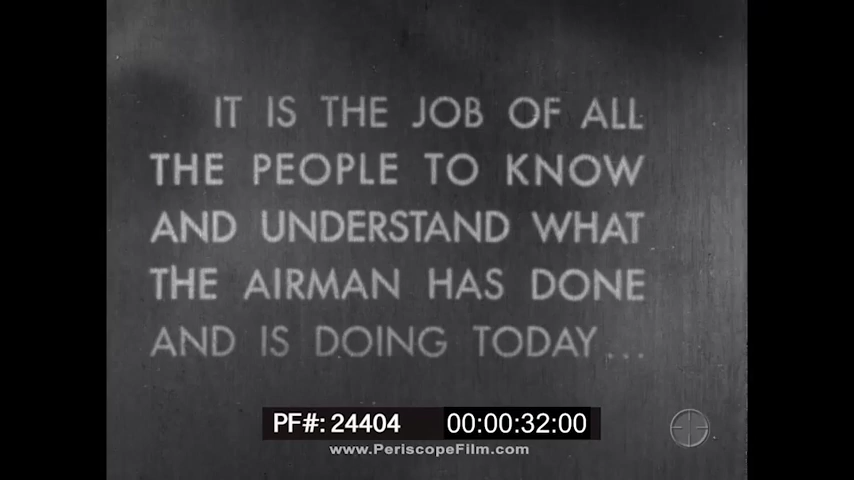 IT IS THE JOB OF ALL
THE PEOPLE TO KNOW
AND UNDERSTAND WHAT
THE AIRMAN HAS DONE
AND IS DOING TODAY...
PF#: 24404 00:00:32:00
www.PeriscopeFilm.com